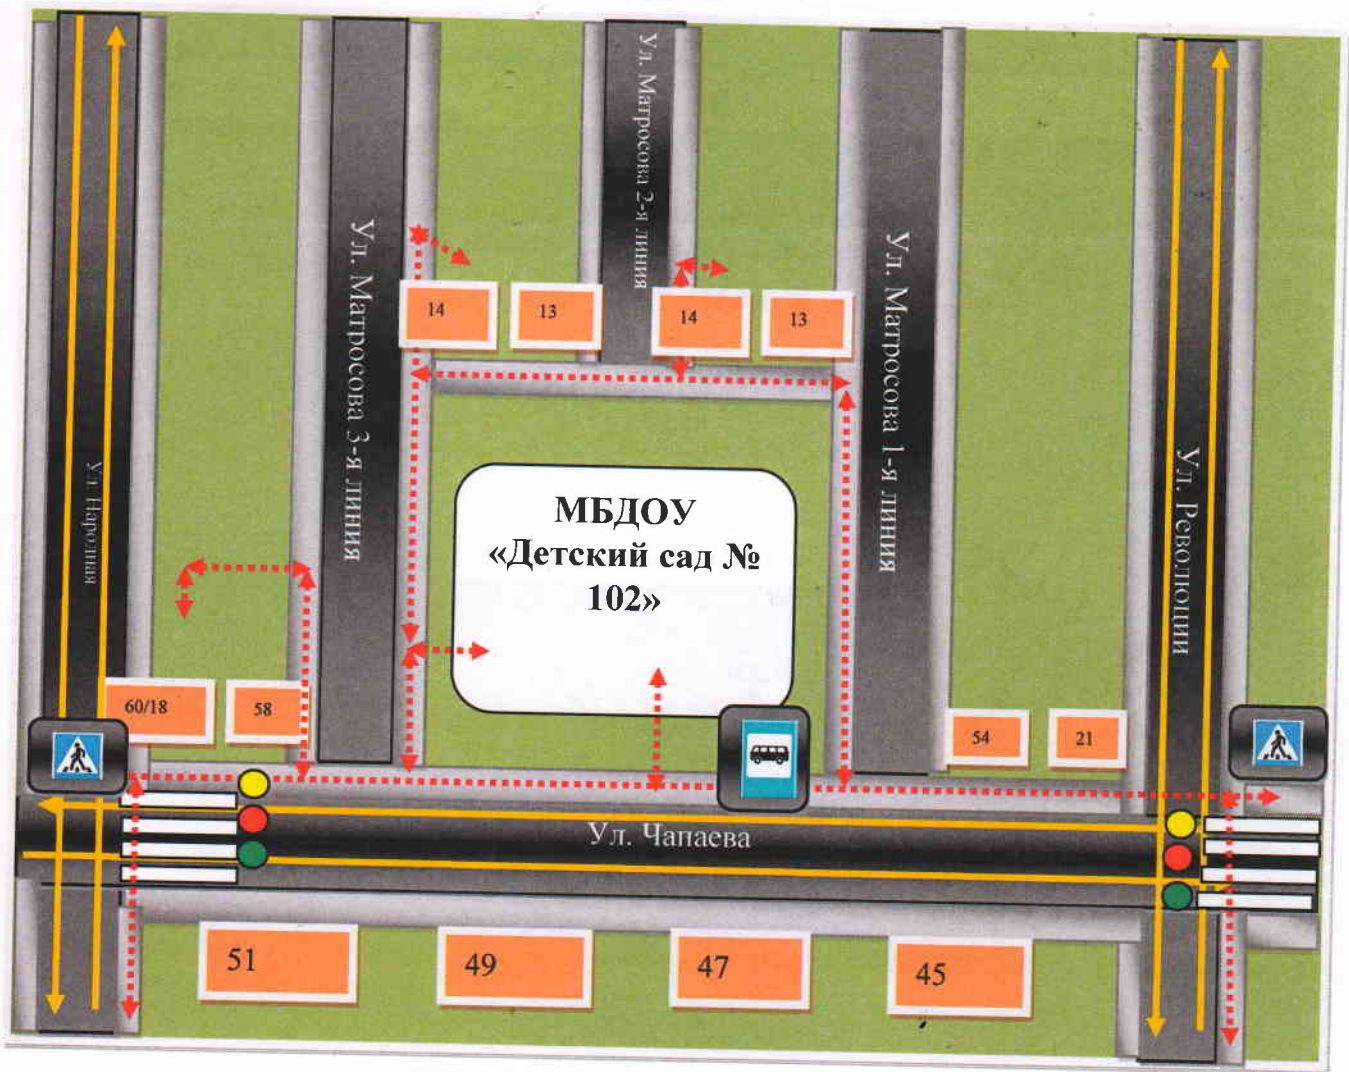 Ул. Матросова 2-я линия
Ул. Матросова 3-я линия
Ул. Матросова 1-я линия
14
13
14
13
Ул. Народная
Ул. Революции
МБДОУ
«Детский сад №
102»
60/18
58
54
21
Ул. Чапаева
51
49
47
45